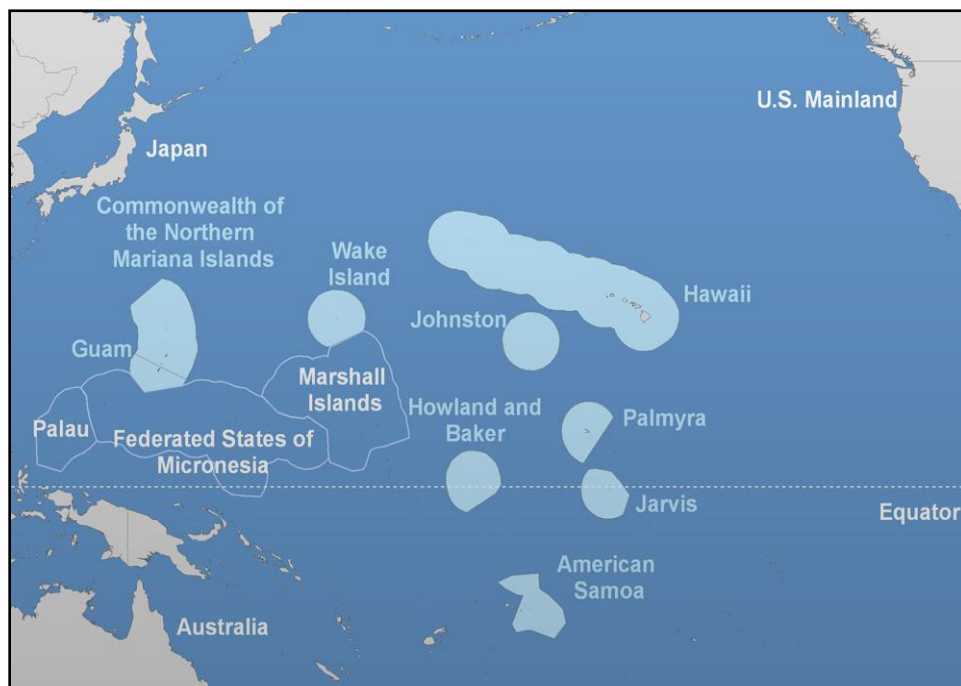 U.S. Mainland
Japan
Commonwealth of
the Northern
Mariana Islands
Wake
Island
Hawaii
Johnston
Guam
Marshall
Islands
Howland and
Baker
Palmyra
Palau
Federated States of
Micronesia
Jarvis
Equator
American
Samoa
Australia